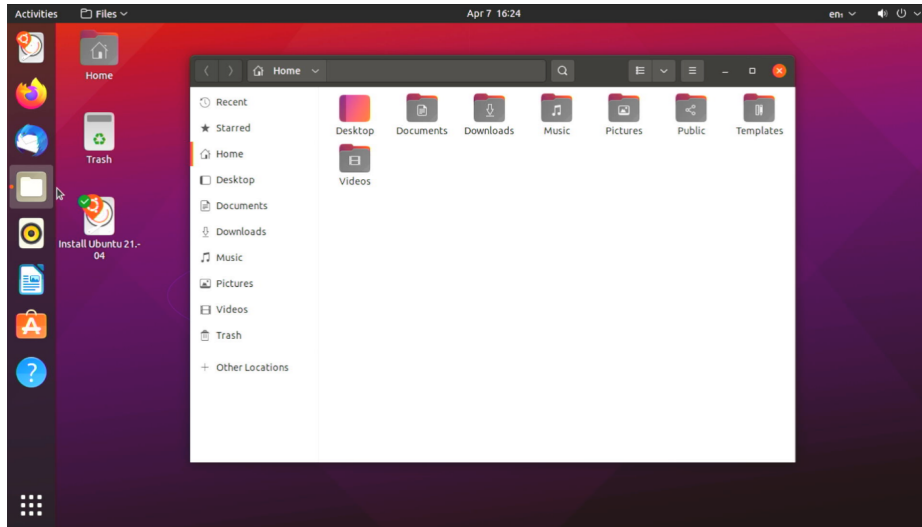 Activities
Files
Apr 7 16:24
en₁
Home
Trash
Install Ubuntu 21.-
04
Home
Recent
Starred
Home
Desktop
Documents
Downloads
Music
Pictures
Videos
Trash
Other Locations
Desktop Documents Downloads Music Pictures Public Templates
Videos